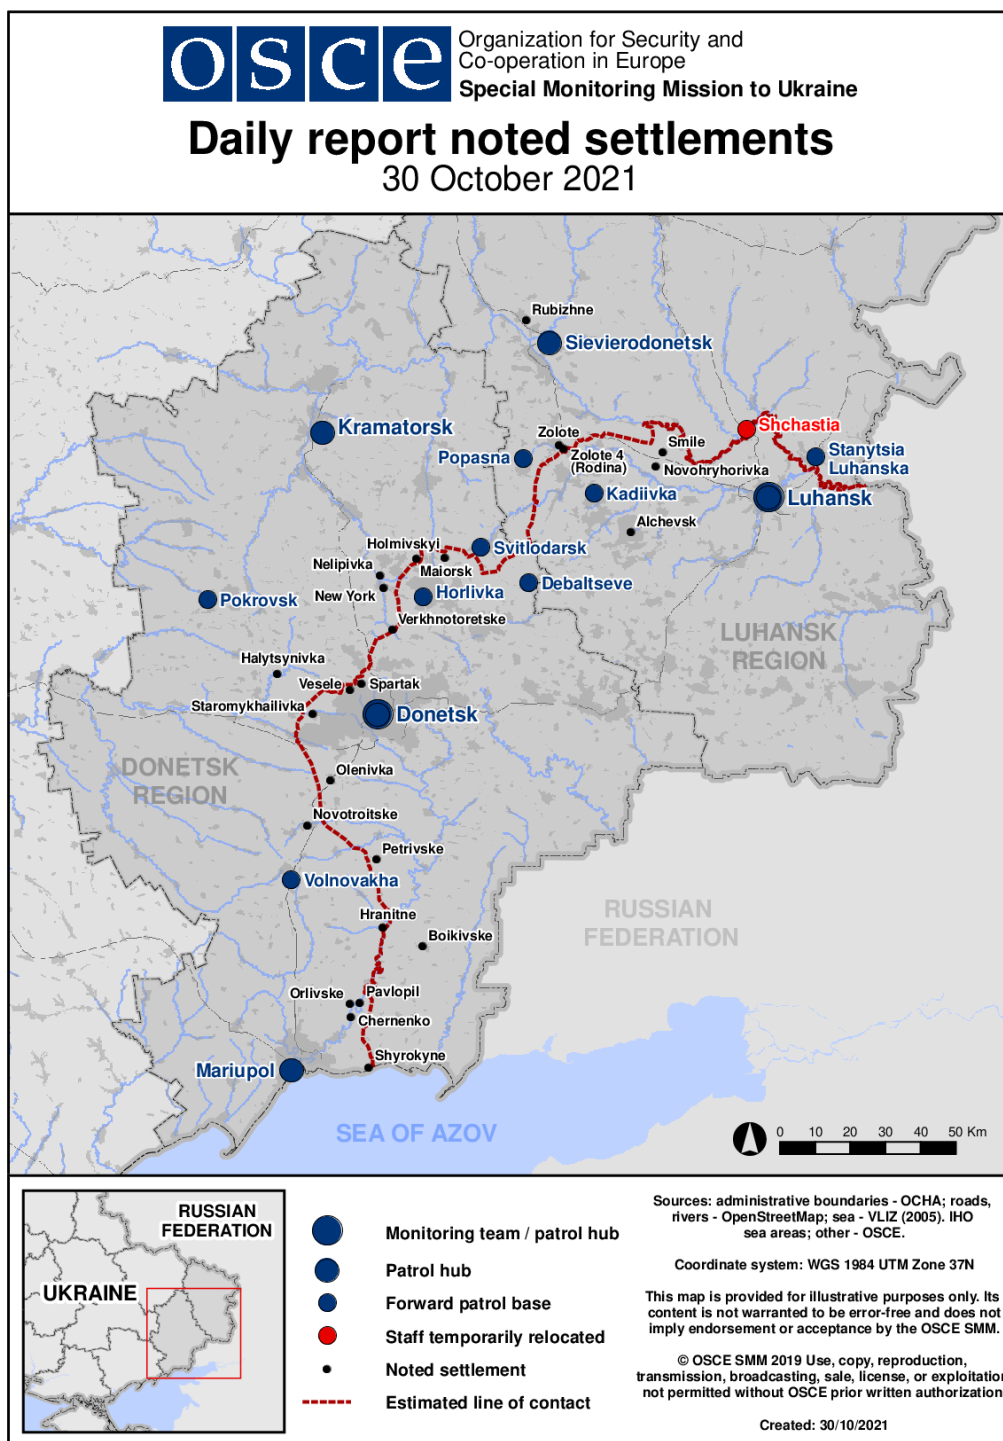 osce
Organization for Security and
Co-operation in Europe
Special Monitoring Mission to Ukraine
Daily report noted settlements
30 October 2021
Rubizhne
Sievierodonetsk
Kramatorsk
Shchastia
Zolote
Smile
Stanytsia
Luhanska
Popasna
Zolote 4
(Rodina)
Novohryhorivka
Kadiivka
Luhansk
Alchevsk
Holmivskyi
Svitlodarsk
Nelipivka
Maiorsk
New York
Horlivka
Debaltseve
Pokrovsk
Verkhnotoretske
LUHANSK
REGION
Halytsynivka
Vesele
Spartak
Staromykhailivka
Donetsk
DONETSK
REGION
Olenivka
Novotroitske
Petrivske
Volnovakha
Hranitne
RUSSIAN
FEDERATION
Boikivske
Orlivske
Pavlopil
Chernenko
Shyrokyne
Mariupol
SEA OF AZOV
0 10 20 30 40 50 Km
RUSSIAN
FEDERATION
UKRAINE
Monitoring team / patrol hub
Patrol hub
Forward patrol base
Staff temporarily relocated
Noted settlement
Estimated line of contact
Sources: administrative boundaries - OCHA; roads,
rivers - OpenStreetMap; sea - VLIZ (2005). IHO
sea areas; other - OSCE.
Coordinate system: WGS 1984 UTM Zone 37N
This map is provided for illustrative purposes only. Its
content is not warranted to be error-free and does not
imply endorsement or acceptance by the OSCE SMM.
© OSCE SMM 2019 Use, copy, reproduction,
transmission, broadcasting, sale, license, or exploitation
not permitted without OSCE prior written authorization
Created: 30/10/2021